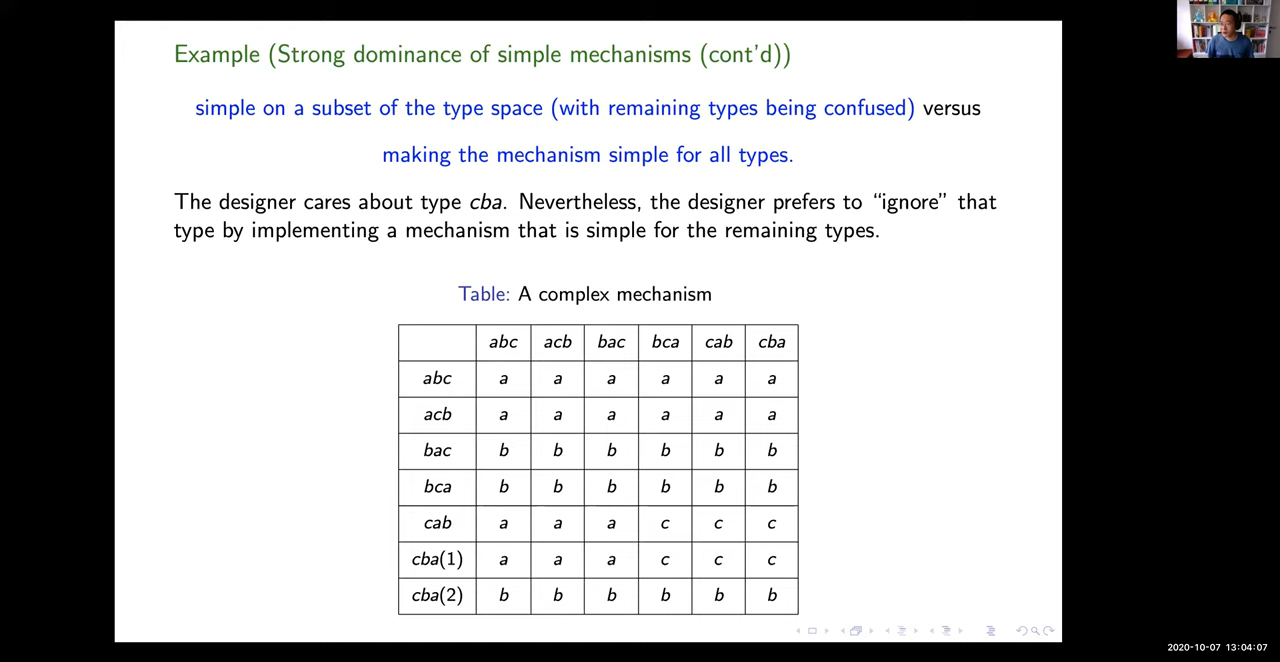 Example (Strong dominance of simple mechanisms (cont'd))
simple on a subset of the type space (with remaining types being confused) versus
making the mechanism simple for all types.
The designer cares about type cba. Nevertheless, the designer prefers to “ignore” that
type by implementing a mechanism that is simple for the remaining types.
Table: A complex mechanism
abc acb bac bca cab cba
abc a a a a a a
acb a a a a a a
bac b b b b b b
bca b b b b b b
cab a a a c c c
cba(1) a a a c c c
cba(2) b b b b b b
2020-10-07 13:04:07